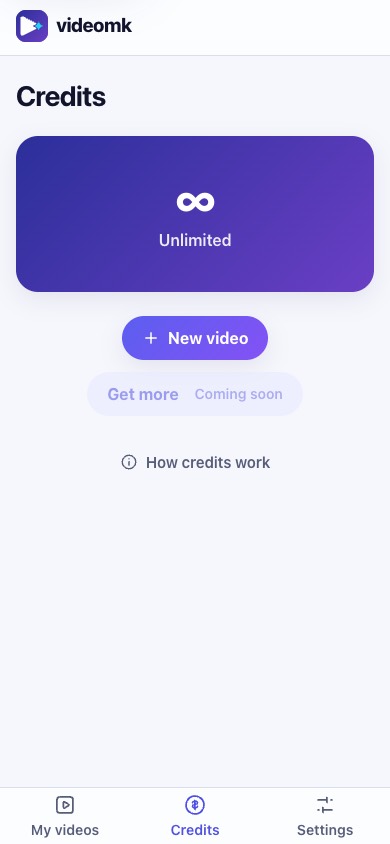 videomk
Credits
∞
Unlimited
+ New video
Get more Coming soon
How credits work
My videos Credits Settings